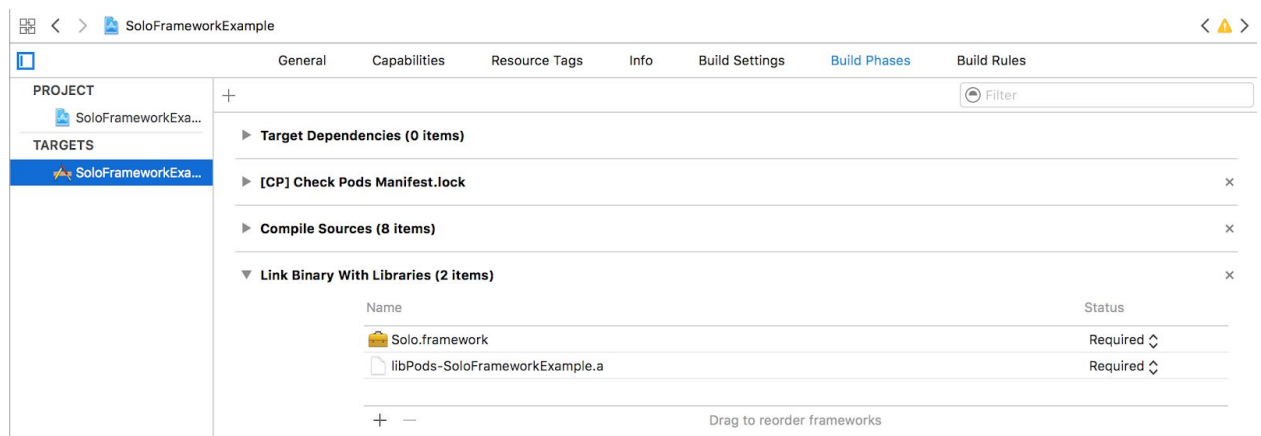 SoloFrameworkExample
General Capabilities Resource Tags Info Build Settings Build Phases Build Rules
PROJECT
SoloFrameworkExa...
TARGETS
SoloFrameworkExa...
Filter
Target Dependencies (0 items)
[CP] Check Pods Manifest.lock
Compile Sources (8 items)
Link Binary With Libraries (2 items)
Name Status
Solo.framework Required
libPods-SoloFrameworkExample.a Required
Drag to reorder frameworks